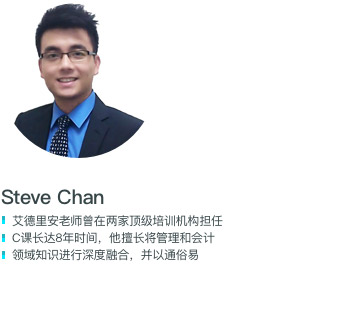 Steve Chan
艾德里安老师曾在两家顶级培训机构担任
C课长达8年时间，他擅长将管理和会计
领域知识进行深度融合，并以通俗易